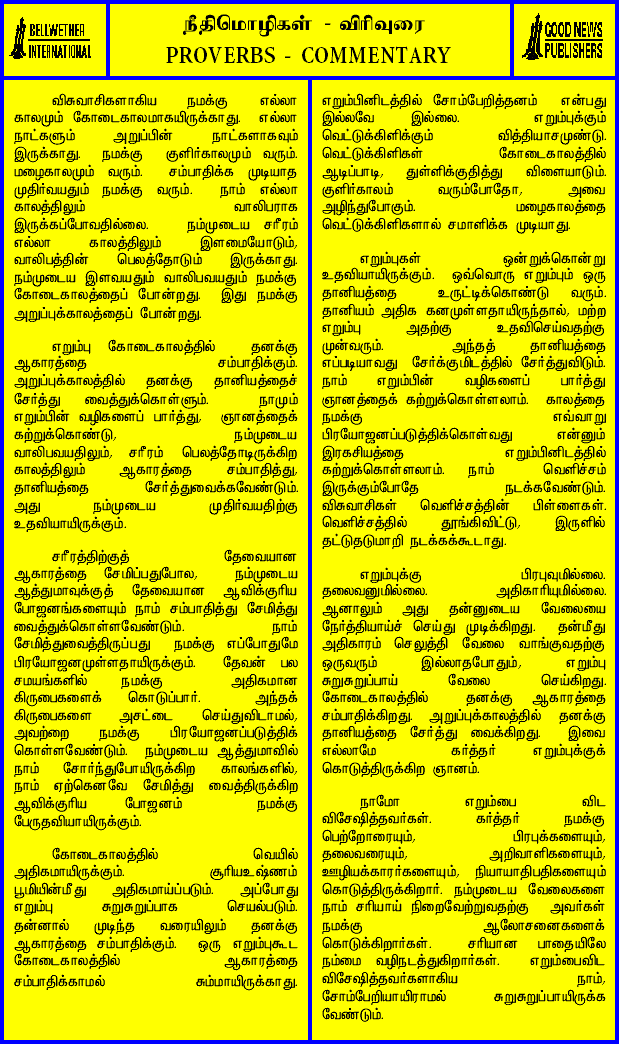 BELLWETHER
INTERNATIONAL
நீதிமொழிகள் - விரிவுரை
PROVERBS - COMMENTARY
GOOD NEWS
PUBLISHERS
விசுவாசிகளாகிய நமக்கு எல்லா
காலமும் கோடைகாலமாகயிருக்காது. எல்லா
நாட்களும் அறுப்பின் நாட்களாகவும்
இருக்காது. நமக்கு குளிர்காலமும் வரும்.
மழைகாலமும் வரும். சம்பாதிக்க முடியாத
முதிர்வயதும் நமக்கு வரும். நாம் எல்லா
காலத்திலும் வாலிபராக
இருக்கப்போவதில்லை. நம்முடைய சரீரம்
எல்லா காலத்திலும் இளமையோடும்,
வாலிபத்தின் பெலத்தோடும் இருக்காது.
நம்முடைய இளவயதும் வாலிபவயதும் நமக்கு
கோடைகாலத்தைப் போன்றது. இது நமக்கு
அறுப்புக்காலத்தைப் போன்றது.
எறும்பு கோடைகாலத்தில் தனக்கு
ஆகாரத்தை சம்பாதிக்கும்.
அறுப்புக்காலத்தில் தனக்கு தானியத்தைச்
சேர்த்து வைத்துக்கொள்ளும். நாமும்
எறும்பின் வழிகளைப் பார்த்து, ஞானத்தைக்
கற்றுக்கொண்டு, நம்முடைய
வாலிபவயதிலும், சரீரம் பெலத்தோடிருக்கிற
காலத்திலும் ஆகாரத்தை சம்பாதித்து,
தானியத்தை சேர்த்துவைக்கவேண்டும்.
அது நம்முடைய முதிர்வயதிற்கு
உதவியாயிருக்கும்.
சரீரத்திற்குத் தேவையான
ஆகாரத்தை சேமிப்பதுபோல, நம்முடைய
ஆத்துமாவுக்குத் தேவையான ஆவிக்குரிய
போஜனங்களையும் நாம் சம்பாதித்து சேமித்து
வைத்துக்கொள்ளவேண்டும். நாம்
சேமித்துவைத்திருப்பது நமக்கு எப்போதுமே
பிரயோஜனமுள்ளதாயிருக்கும். தேவன் பல
சமயங்களில் நமக்கு அதிகமான
கிருபைகளைக் கொடுப்பார். அந்தக்
கிருபைகளை அசட்டை செய்துவிடாமல்,
அவற்றை நமக்கு பிரயோஜனப்படுத்திக்
கொள்ளவேண்டும். நம்முடைய ஆத்துமாவில்
நாம் சோர்ந்துபோயிருக்கிற காலங்களில்,
நாம் ஏற்கெனவே சேமித்து வைத்திருக்கிற
ஆவிக்குரிய போஜனம் நமக்கு
பேருதவியாயிருக்கும்.
கோடைகாலத்தில் வெயில்
அதிகமாயிருக்கும். சூரியஉஷ்ணம்
பூமியின்மீது அதிகமாய்ப்படும். அப்போது
எறும்பு சுறுசுறுப்பாக செயல்படும்.
தன்னால் முடிந்த வரையிலும் தனக்கு
ஆகாரத்தை சம்பாதிக்கும். ஒரு எறும்புகூட
கோடைகாலத்தில் ஆகாரத்தை
சம்பாதிக்காமல் சும்மாயிருக்காது.
எறும்பினிடத்தில் சோம்பேறித்தனம் என்பது
இல்லவே இல்லை. எறும்புக்கும்
வெட்டுக்கிளிக்கும் வித்தியாசமுண்டு.
வெட்டுக்கிளிகள் கோடைகாலத்தில்
ஆடிப்பாடி, துள்ளிக்குதித்து விளையாடும்.
குளிர்காலம் வரும்போதோ, அவை
அழிந்துபோகும். மழைகாலத்தை
வெட்டுக்கிளிகளால் சமாளிக்க முடியாது.
எறும்புகள் ஒன்றுக்கொன்று
உதவியாயிருக்கும். ஒவ்வொரு எறும்பும் ஒரு
தானியத்தை உருட்டிக்கொண்டு வரும்.
தானியம் அதிக கனமுள்ளதாயிருந்தால், மற்ற
எறும்பு அதற்கு உதவிசெய்வதற்கு
முன்வரும். அந்தத் தானியத்தை
எப்படியாவது சேர்க்குமிடத்தில் சேர்த்துவிடும்.
நாம் எறும்பின் வழிகளைப் பார்த்து
ஞானத்தைக் கற்றுக்கொள்ளலாம். காலத்தை
நமக்கு எவ்வாறு
பிரயோஜனப்படுத்திக்கொள்வது என்னும்
இரகசியத்தை எறும்பினிடத்தில்
கற்றுக்கொள்ளலாம். நாம் வெளிச்சம்
இருக்கும்போதே நடக்கவேண்டும்.
விசுவாசிகள் வெளிச்சத்தின் பிள்ளைகள்.
வெளிச்சத்தில் தூங்கிவிட்டு, இருளில்
தட்டுதடுமாறி நடக்கக்கூடாது.
எறும்புக்கு பிரபுவுமில்லை.
தலைவனுமில்லை. அதிகாரியுமில்லை.
ஆனாலும் அது தன்னுடைய வேலையை
நேர்த்தியாய்ச் செய்து முடிக்கிறது. தன்மீது
அதிகாரம் செலுத்தி வேலை வாங்குவதற்கு
ஒருவரும் இல்லாதபோதும், எறும்பு
சுறுசுறுப்பாய் வேலை செய்கிறது.
கோடைகாலத்தில் தனக்கு ஆகாரத்தை
சம்பாதிக்கிறது. அறுப்புக்காலத்தில் தனக்கு
தானியத்தை சேர்த்து வைக்கிறது. இவை
எல்லாமே கர்த்தர் எறும்புக்குக்
கொடுத்திருக்கிற ஞானம்.
நாமோ எறும்பை விட
விசேஷித்தவர்கள். கர்த்தர் நமக்கு
பெற்றோரையும், பிரபுக்களையும்,
தலைவரையும், அறிவாளிகளையும்,
ஊழியக்காரர்களையும், நியாயாதிபதிகளையும்
கொடுத்திருக்கிறார். நம்முடைய வேலைகளை
நாம் சரியாய் நிறைவேற்றுவதற்கு அவர்கள்
நமக்கு ஆலோசனைகளைக்
கொடுக்கிறார்கள். சரியான பாதையிலே
நம்மை வழிநடத்துகிறார்கள். எறும்பைவிட
விசேஷித்தவர்களாகிய நாம்,
சோம்பேறியாயிராமல் சுறுசுறுப்பாயிருக்க
வேண்டும்.